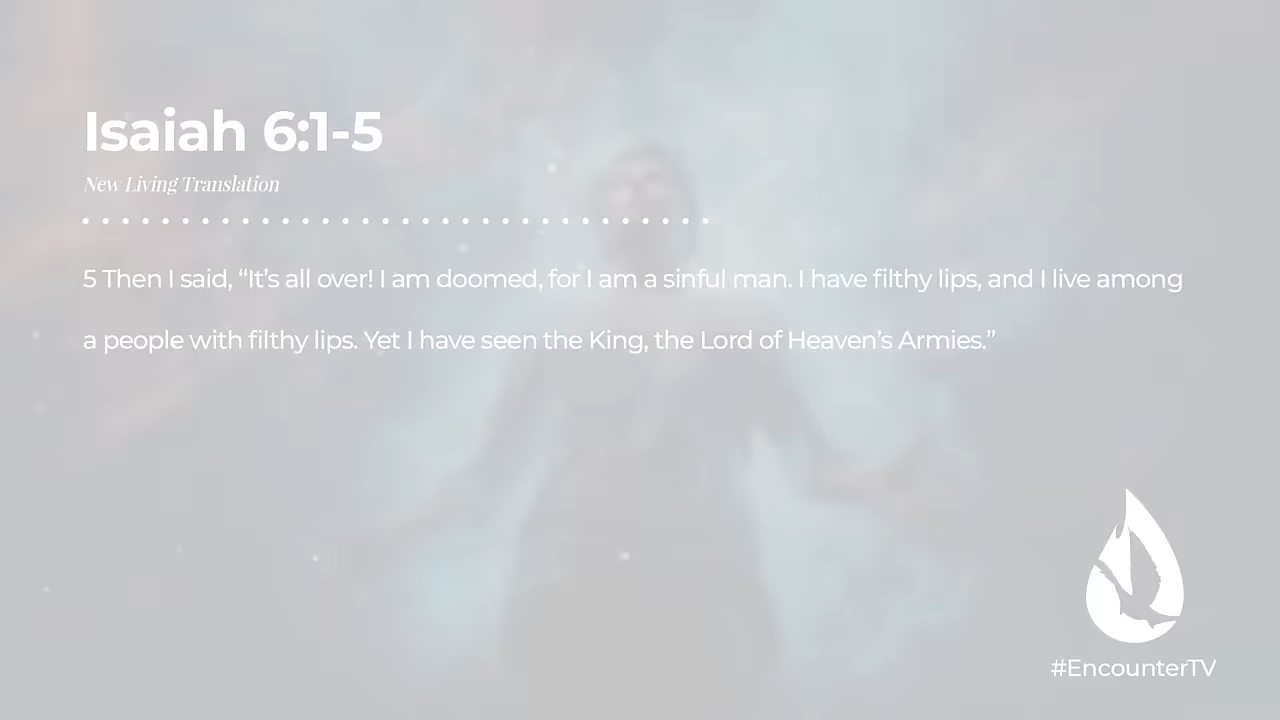 Isaiah 6:1-5
New Living Translation
5 Then I said, “It’s all over! I am doomed, for I am a sinful man. I have filthy lips, and I live among
a people with filthy lips. Yet I have seen the King, the Lord of Heaven’s Armies.”
#EncounterTV